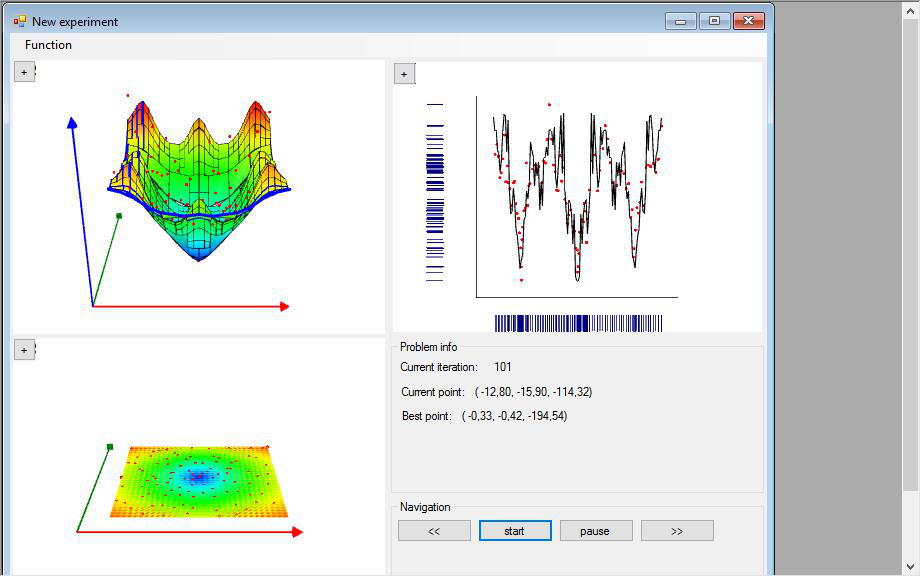 New experiment
Function
+
+
+
Problem info
Current iteration: 101
Current point: ( -12,80, -15,90, -114,32)
Best point: ( -0,33, -0,42, -194,54)
Navigation
<< start pause >>